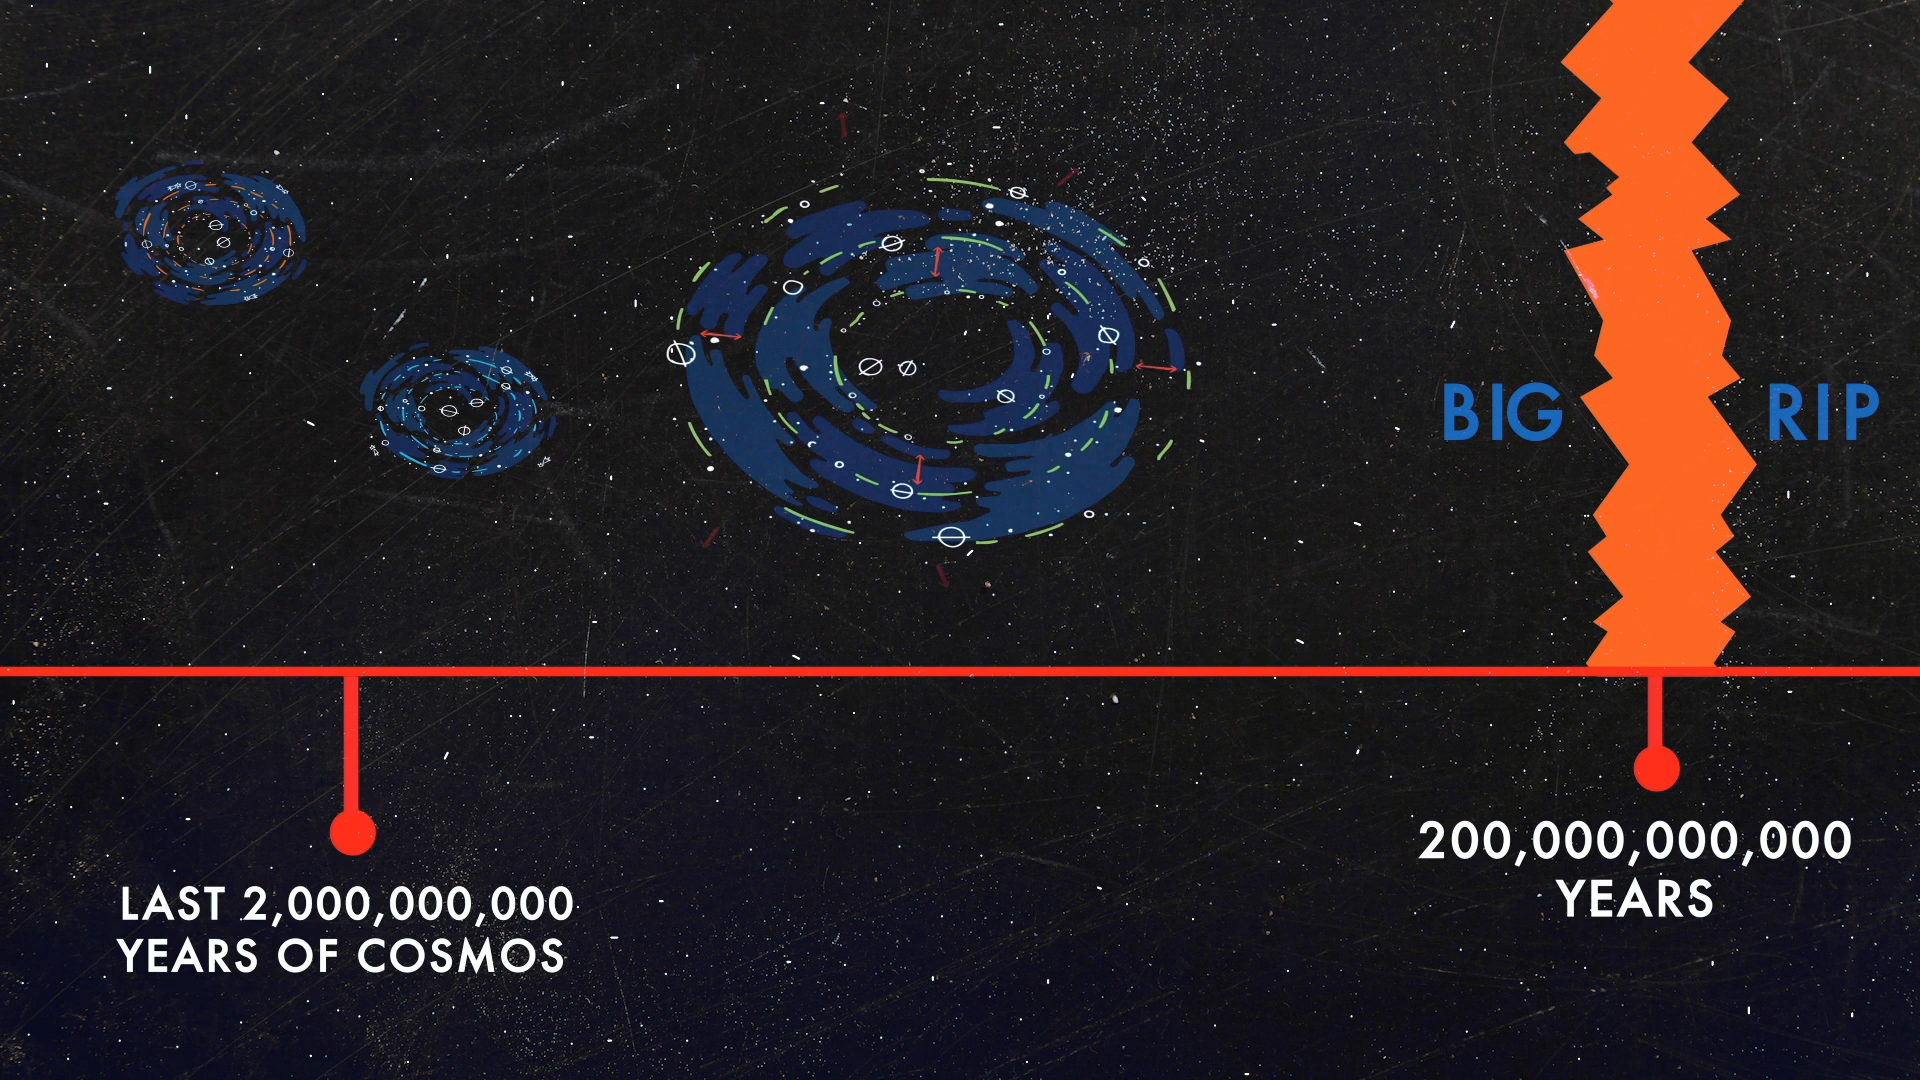 BIG RIP
200,000,000,000
YEARS
LAST 2,000,000,000
YEARS OF COSMOS